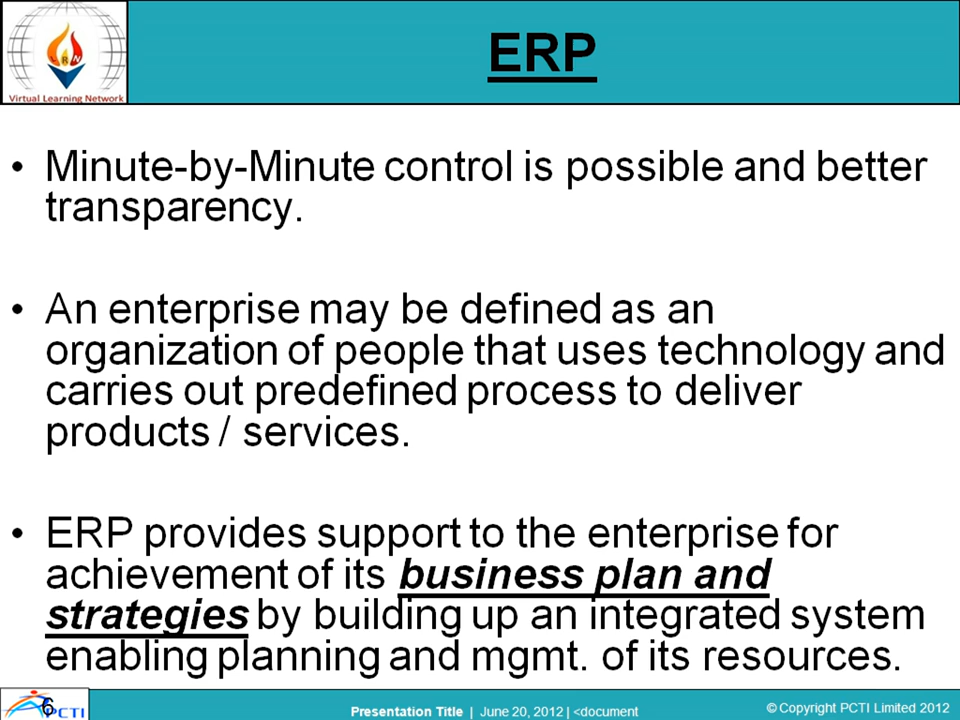 ERP
RN
Virtual Learning Network
• Minute-by-Minute control is possible and better
transparency.
• An enterprise may be defined as an
organization of people that uses technology and
carries out predefined process to deliver
products / services.
• ERP provides support to the enterprise for
achievement of its business plan and
strategies by building up an integrated system
enabling planning and mgmt. of its resources.
6
PCTI
Presentation Title | June 20, 2012 | <document
© Copyright PCTI Limited 2012